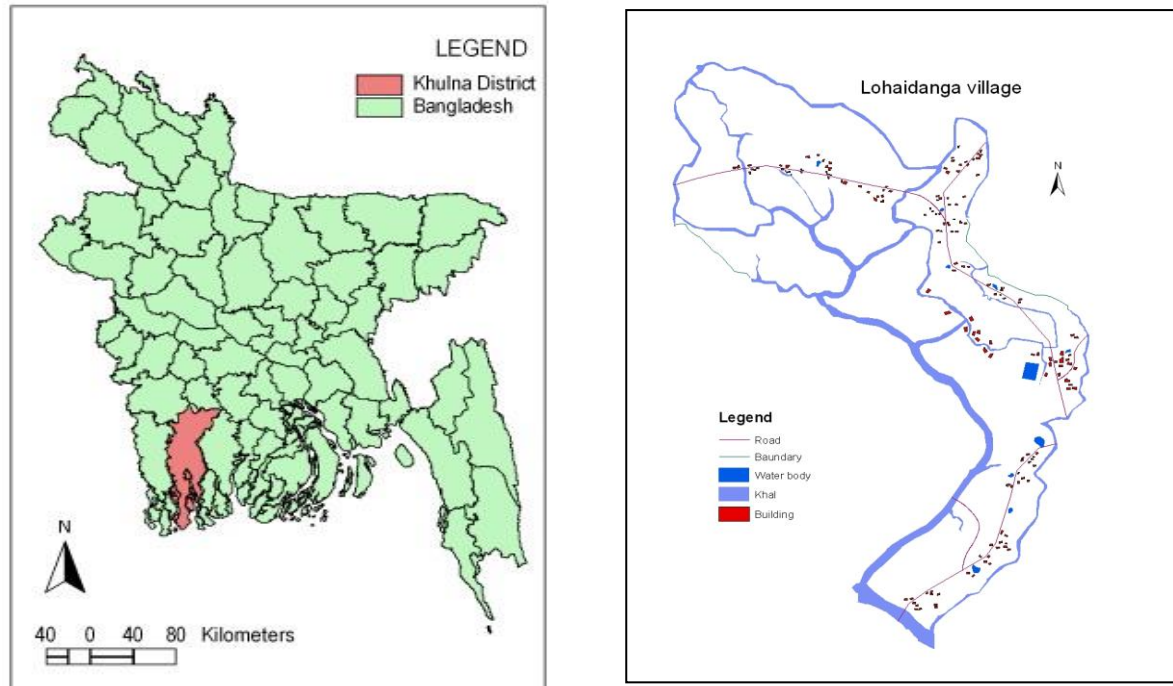 LEGEND
Khulna District
Bangladesh
N
40 0 40 80 Kilometers
Lohaidanga village
N
Legend
Road
Baundary
Water body
Khal
Building